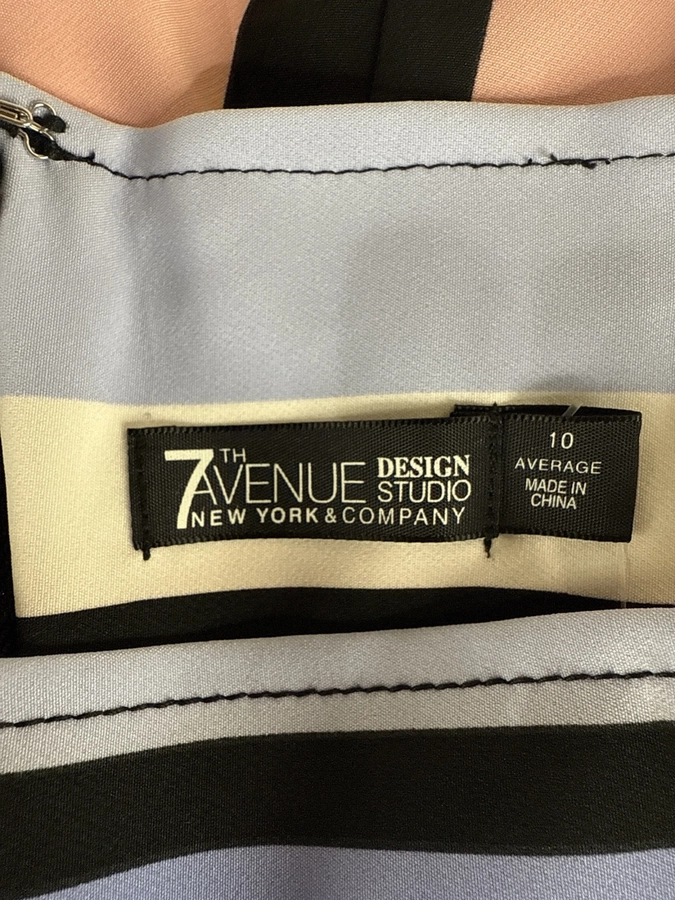 7TH AVENUE DESIGN STUDIO
NEW YORK & COMPANY
10
AVERAGE
MADE IN
CHINA